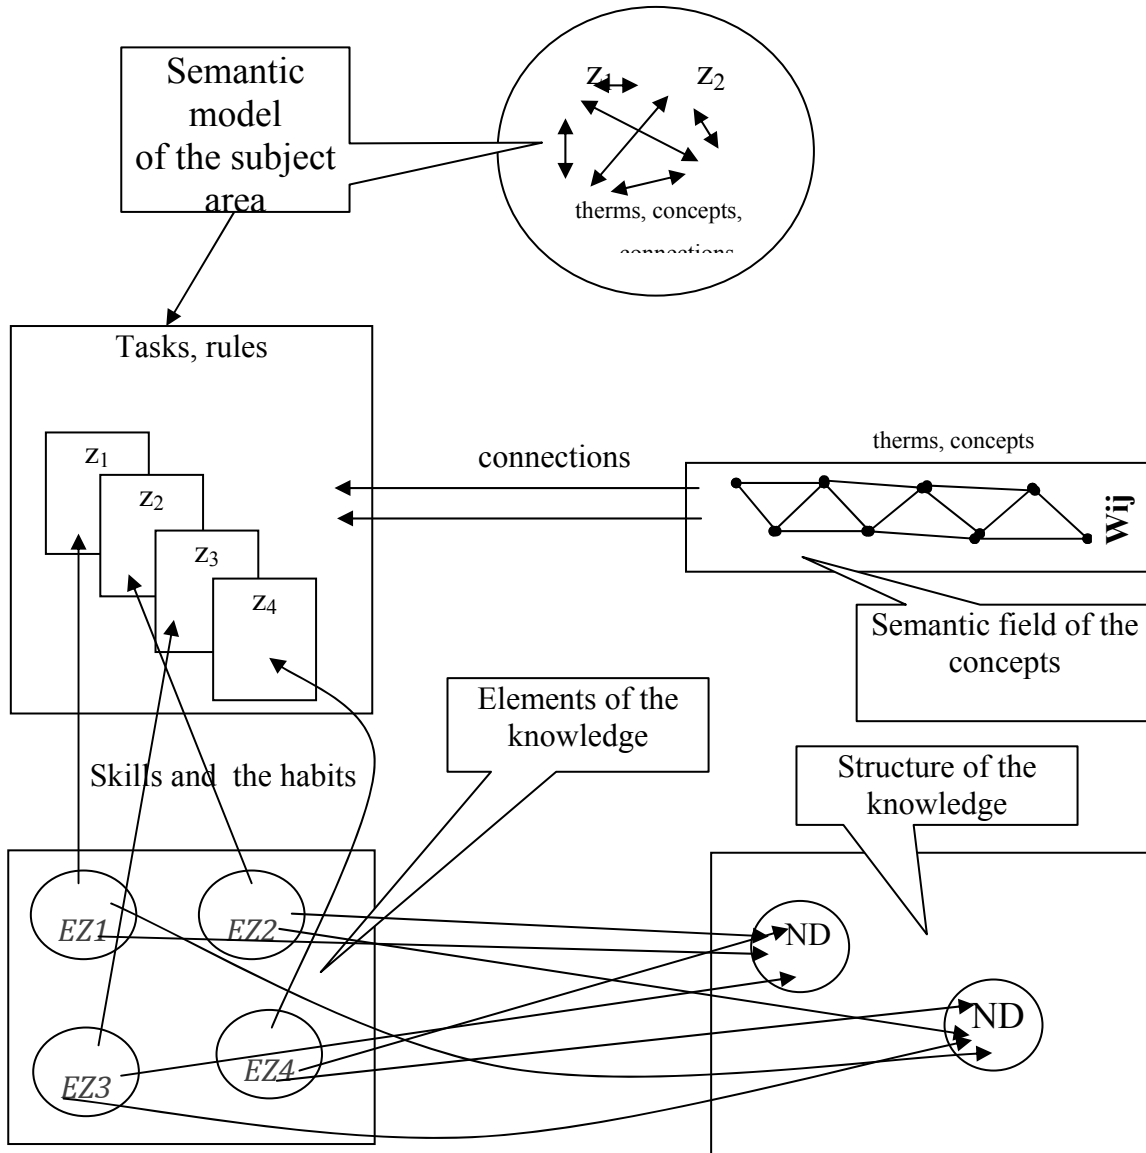 Semantic
model
of the subject
area
z1 z2
therms, concepts,
connections
Tasks, rules
z1
z2
z3
z4
connections
therms, concepts
Wij
Semantic field of the
concepts
Elements of the
knowledge
Skills and the habits
Structure of the
knowledge
EZ1 EZ2
ND
ND
EZ3 EZ4